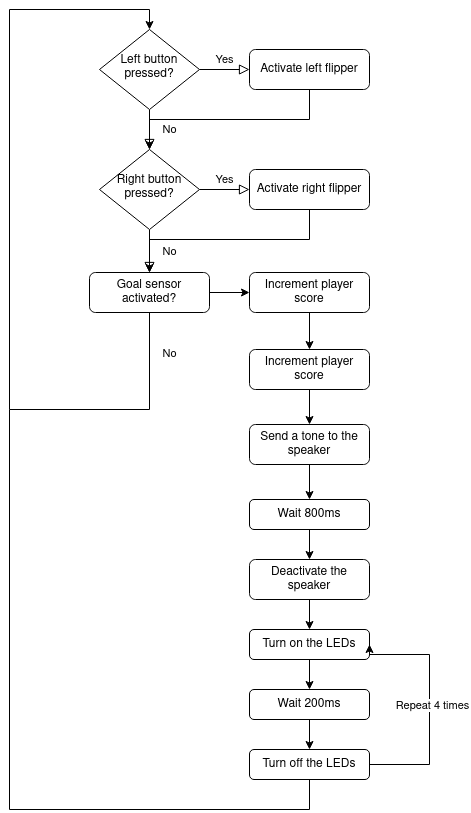 Left button
pressed?
Yes
Activate left flipper
No
Right button
pressed?
Yes
Activate right flipper
No
Goal sensor
activated?
Increment player
score
No
Increment player
score
Send a tone to the
speaker
Wait 800ms
Deactivate the
speaker
Turn on the LEDs
Wait 200ms
Repeat 4 times
Turn off the LEDs